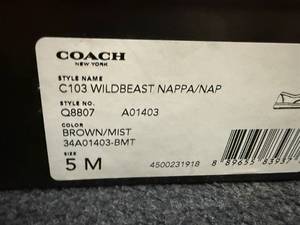 COACH
NEW YORK
STYLE NAME
C103 WILDBEAST NAPPA/NAP
STYLE NO.
Q8807 A01403
COLOR
BROWN/MIST
34A01403-BMT
SIZE
5 M 4500231918